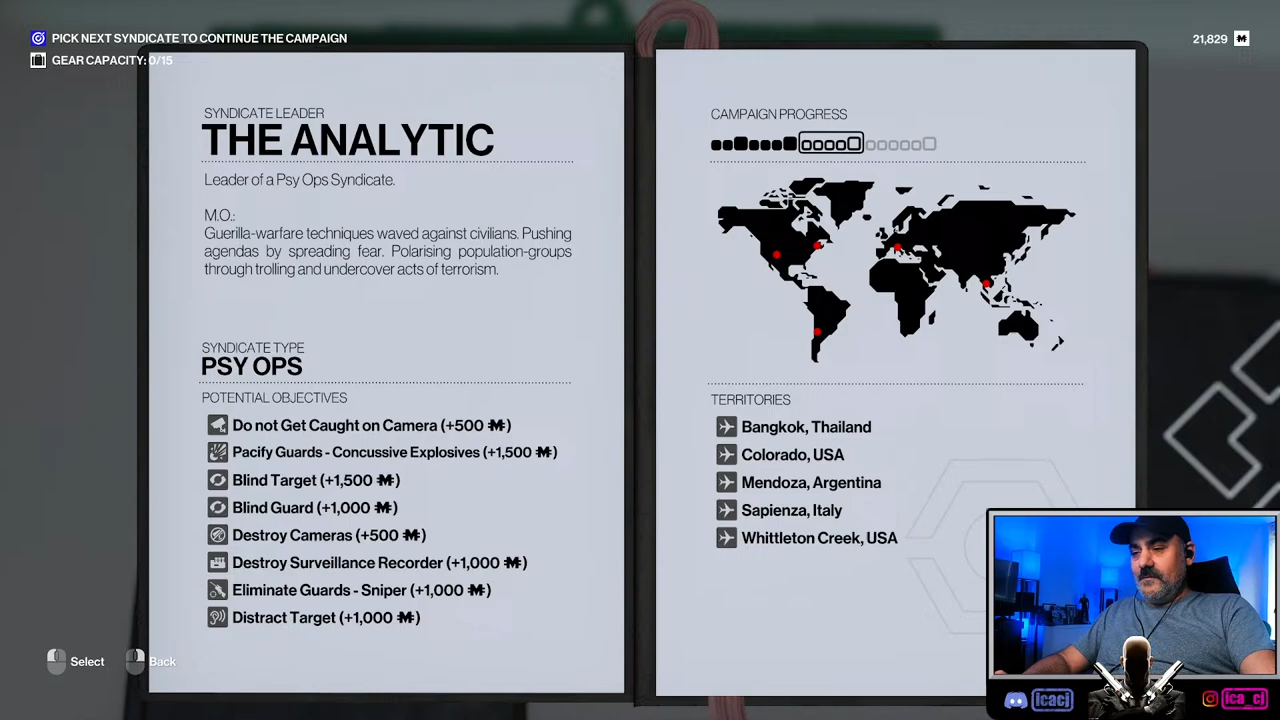 PICK NEXT SYNDICATE TO CONTINUE THE CAMPAIGN
GEAR CAPACITY: 0/15
21,829
SYNDICATE LEADER
THE ANALYTIC
Leader of a Psy Ops Syndicate.
M.O.:
Guerilla-warfare techniques waved against civilians. Pushing
agendas by spreading fear. Polarising population-groups
through trolling and undercover acts of terrorism.
SYNDICATE TYPE
PSY OPS
POTENTIAL OBJECTIVES
Do not Get Caught on Camera (+500)
Pacify Guards - Concussive Explosives (+1,500)
Blind Target (+1,500)
Blind Guard (+1,000)
Destroy Cameras (+500)
Destroy Surveillance Recorder (+1,000)
Eliminate Guards - Sniper (+1,000)
Distract Target (+1,000)
Select
Back
CAMPAIGN PROGRESS
TERRITORIES
Bangkok, Thailand
Colorado, USA
Mendoza, Argentina
Sapienza, Italy
Whittleton Creek, USA
icacj
ica_cj